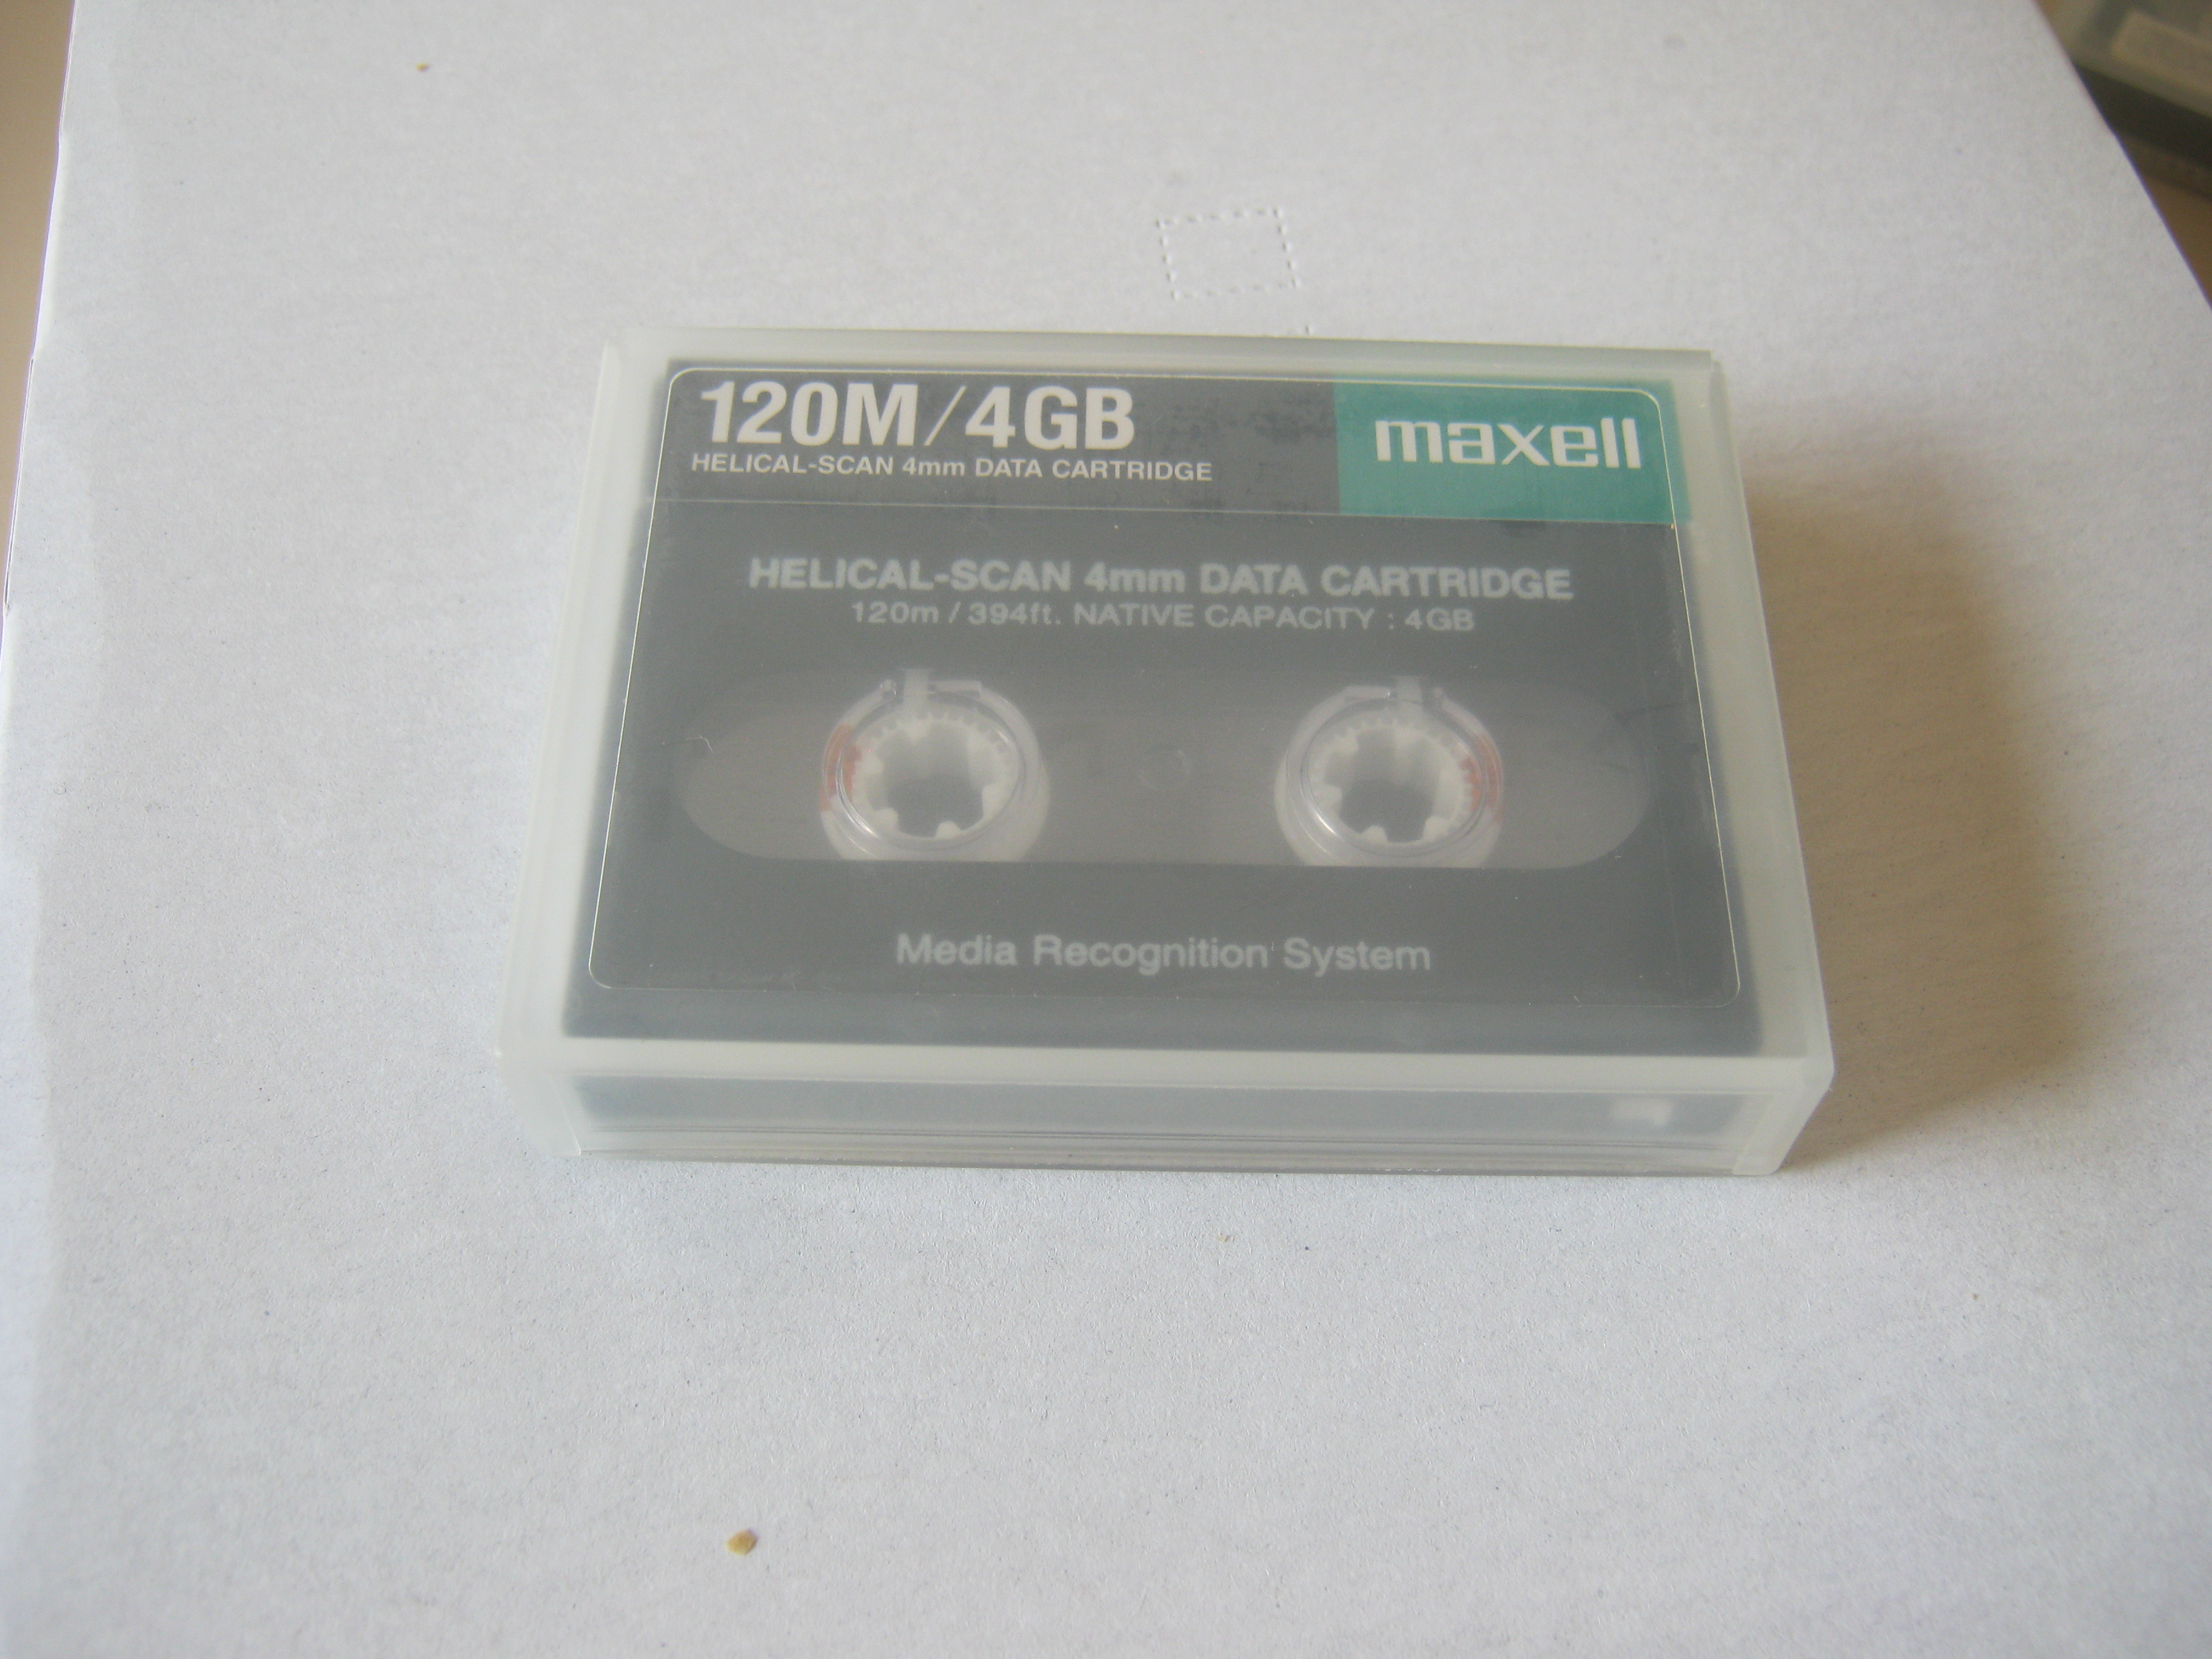 120M/4GB
maxell
HELICAL-SCAN 4mm DATA CARTRIDGE
HELICAL-SCAN 4mm DATA CARTRIDGE
120m / 394ft. NATIVE CAPACITY : 4GB
Media Recognition System